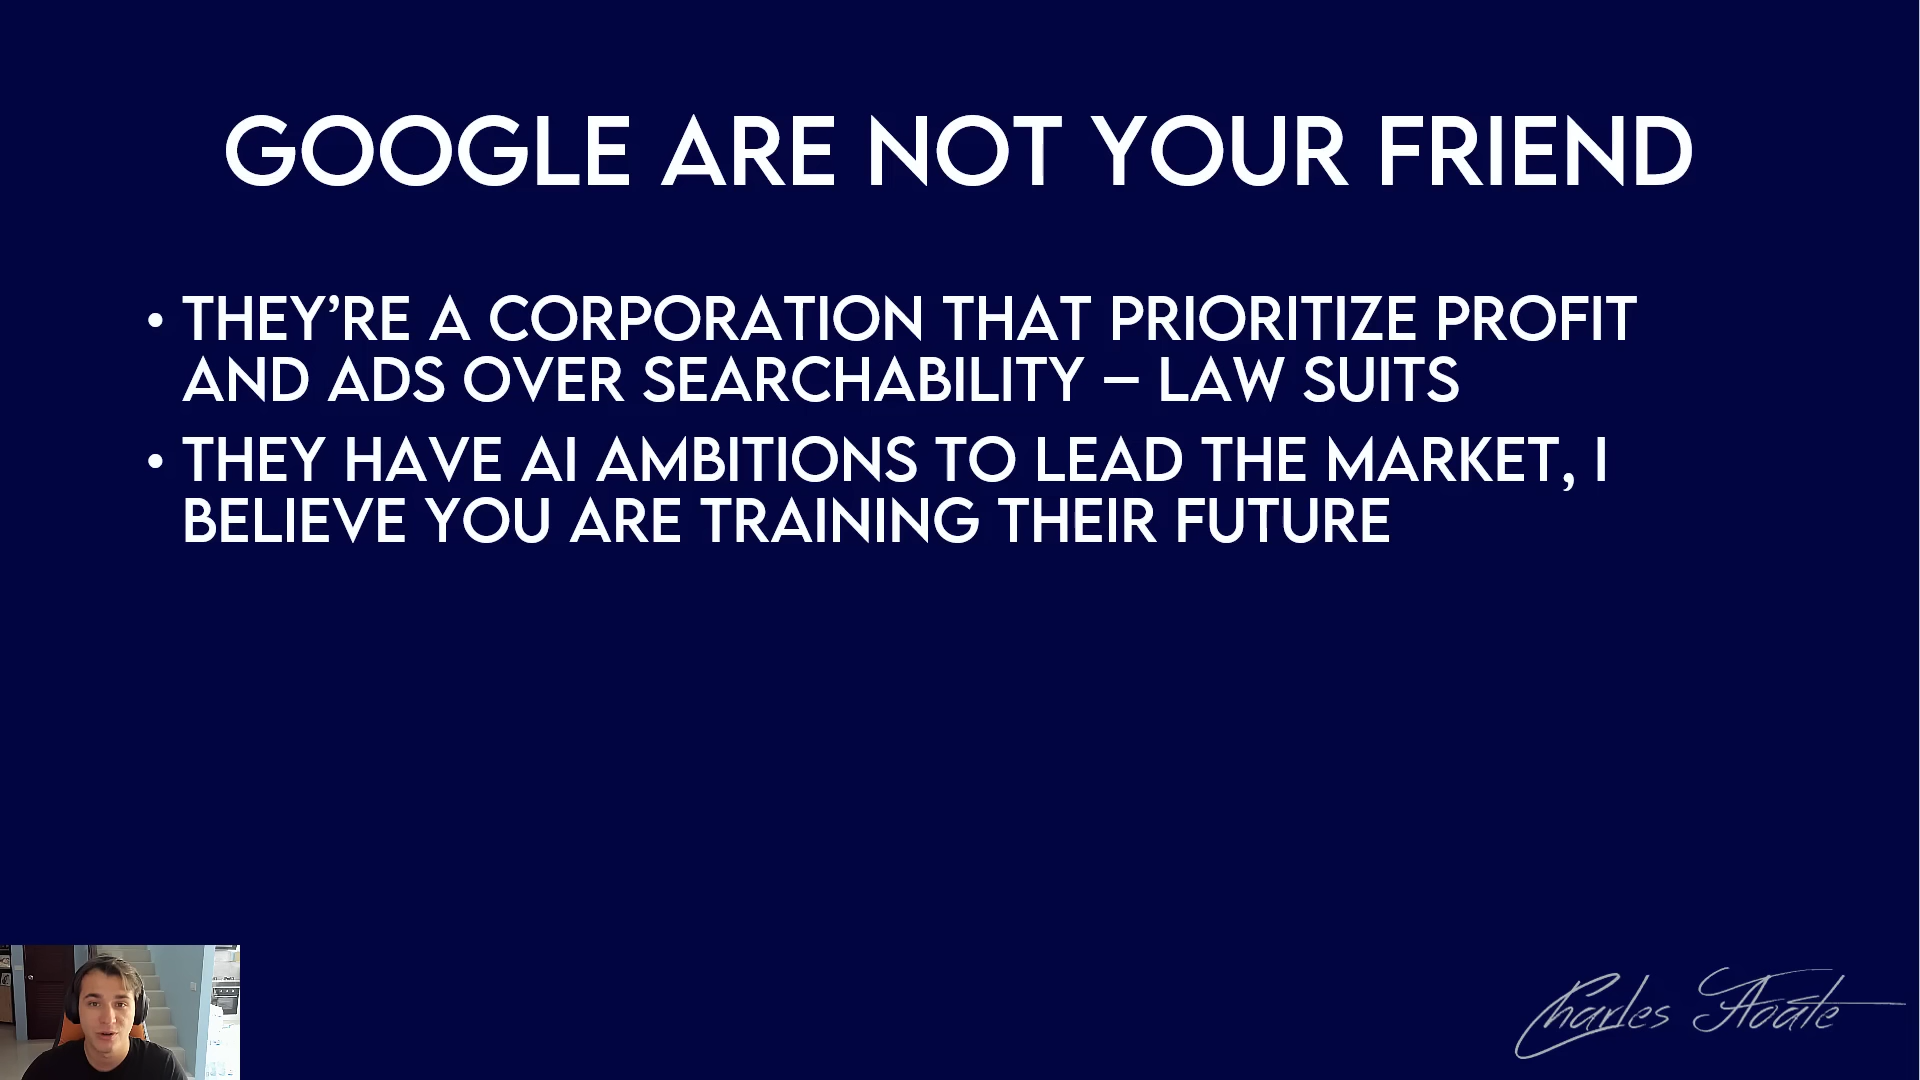 GOOGLE ARE NOT YOUR FRIEND
• THEY’RE A CORPORATION THAT PRIORITIZE PROFIT
AND ADS OVER SEARCHABILITY – LAW SUITS
• THEY HAVE AI AMBITIONS TO LEAD THE MARKET, I
BELIEVE YOU ARE TRAINING THEIR FUTURE
Charles Floate